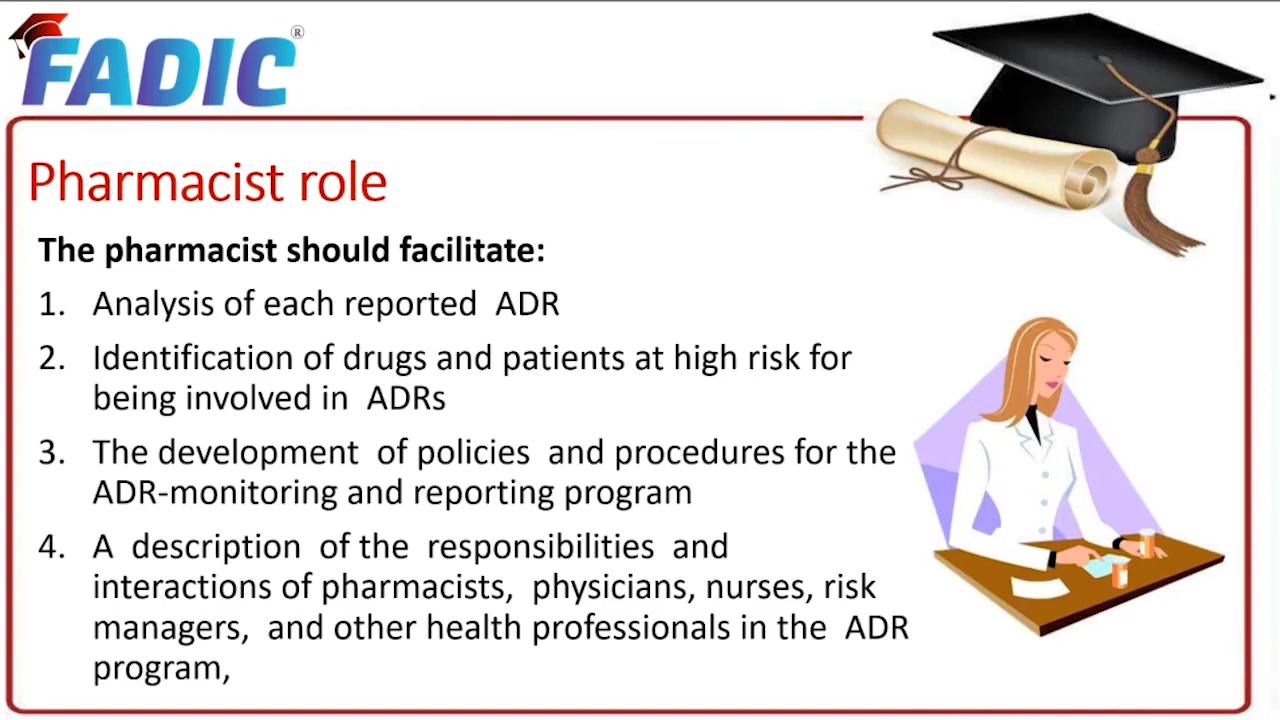 FADIC®
Pharmacist role
The pharmacist should facilitate:
1. Analysis of each reported ADR
2. Identification of drugs and patients at high risk for
being involved in ADRs
3. The development of policies and procedures for the
ADR-monitoring and reporting program
4. A description of the responsibilities and
interactions of pharmacists, physicians, nurses, risk
managers, and other health professionals in the ADR
program,